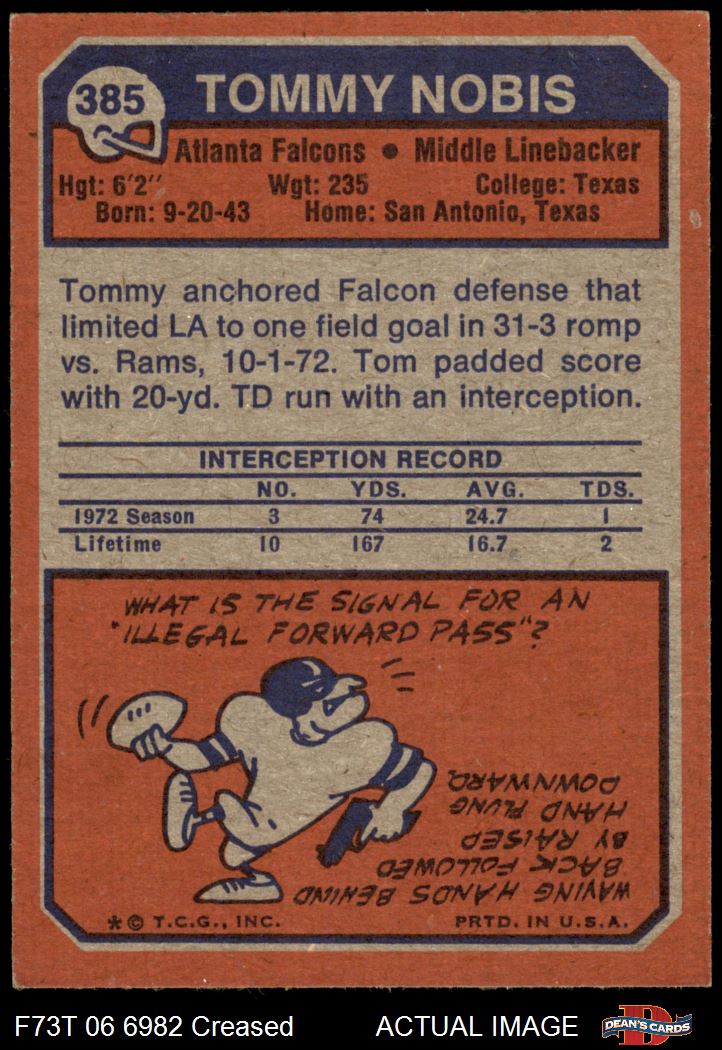 385
TOMMY NOBIS
Atlanta Falcons • Middle Linebacker
Hgt: 6'2" Wgt: 235 College: Texas
Born: 9-20-43 Home: San Antonio, Texas
Tommy anchored Falcon defense that
limited LA to one field goal in 31-3 romp
vs. Rams, 10-1-72. Tom padded score
with 20-yd. TD run with an interception.
INTERCEPTION RECORD
NO. YDS. AVG. TDS.
1972 Season 3 74 24.7 1
Lifetime 10 167 16.7 2
WHAT IS THE SIGNAL FOR AN
"ILLEGAL FORWARD PASS"?
WAVING HANDS BEHIND
BACK FOLLOWED
BY RAISED
HAND FLUNG
DOWNWARD
* © T.C.G., INC. PRTD. IN U.S.A.
F73T 06 6982 Creased ACTUAL IMAGE
DEAN'S CARDS